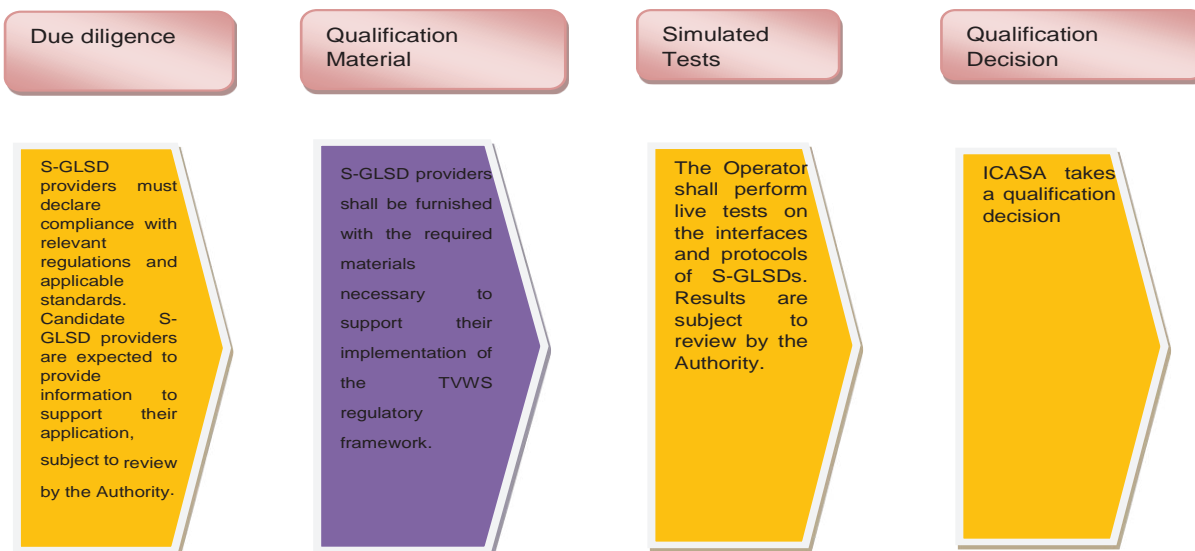 Due diligence
Qualification
Material
Simulated
Tests
Qualification
Decision
S-GLSD
providers must
declare
compliance with
relevant
regulations and
applicable
standards.
Candidate S-
GLSD providers
are expected to
provide
information to
support their
application,
subject to review
by the Authority.
S-GLSD providers
shall be furnished
with the required
materials
necessary to
support their
implementation of
the TVWS
regulatory
framework.
The Operator
shall perform
live tests on
the interfaces
and protocols
of S-GLSDs.
Results are
subject to
review by the
Authority.
ICASA takes
a qualification
decision